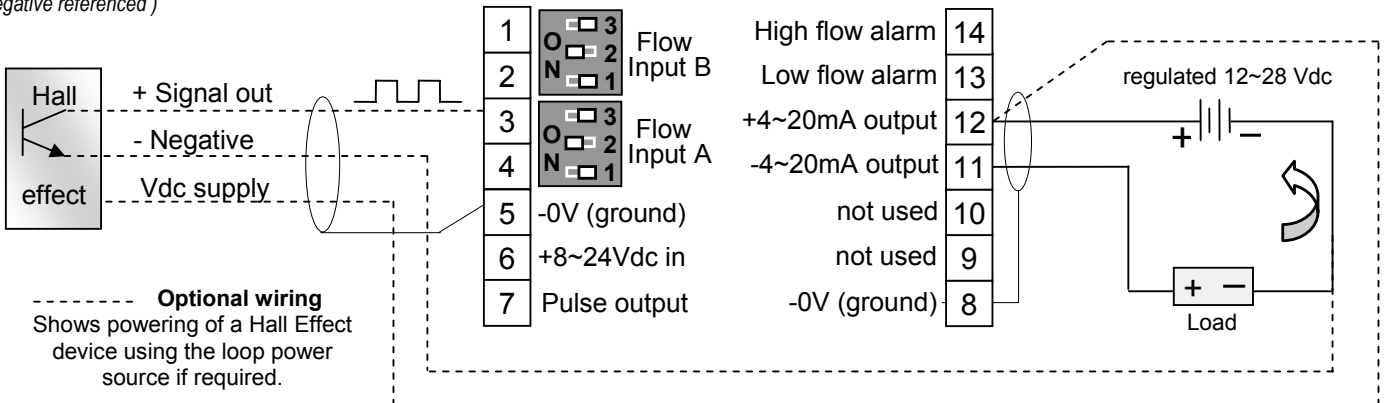 egative referenced )
Hall
effect
+ Signal out
- Negative
Vdc supply
1
2
3
4
5
6
7
O
N
3
2
1
Flow
Input B
O
N
3
2
1
Flow
Input A
-0V (ground)
+8~24Vdc in
Pulse output
High flow alarm 14
Low flow alarm 13
+4~20mA output 12
-4~20mA output 11
not used 10
not used 9
-0V (ground) 8
regulated 12~28 Vdc
+ –
+ –
Load
------ Optional wiring
Shows powering of a Hall Effect
device using the loop power
source if required.